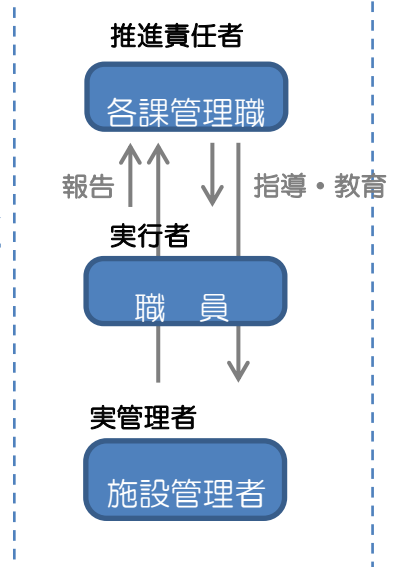 推進責任者
各課管理職
報告
指導・教育
実行者
職　員
実管理者
施設管理者